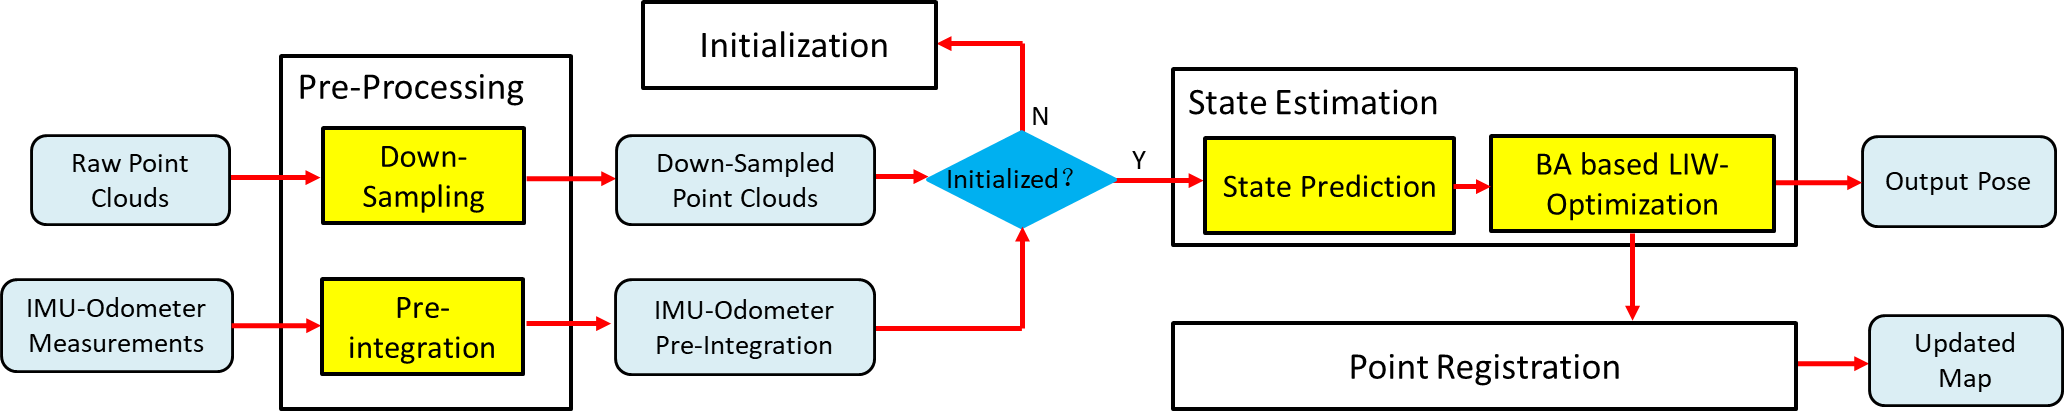 Initialization
Pre-Processing
Raw Point
Clouds
Down-
Sampling
Down-Sampled
Point Clouds
N
Initialized？
Y
State Estimation
State Prediction
BA based LIW-
Optimization
Output Pose
IMU-Odometer
Measurements
Pre-
integration
IMU-Odometer
Pre-Integration
Point Registration
Updated
Map